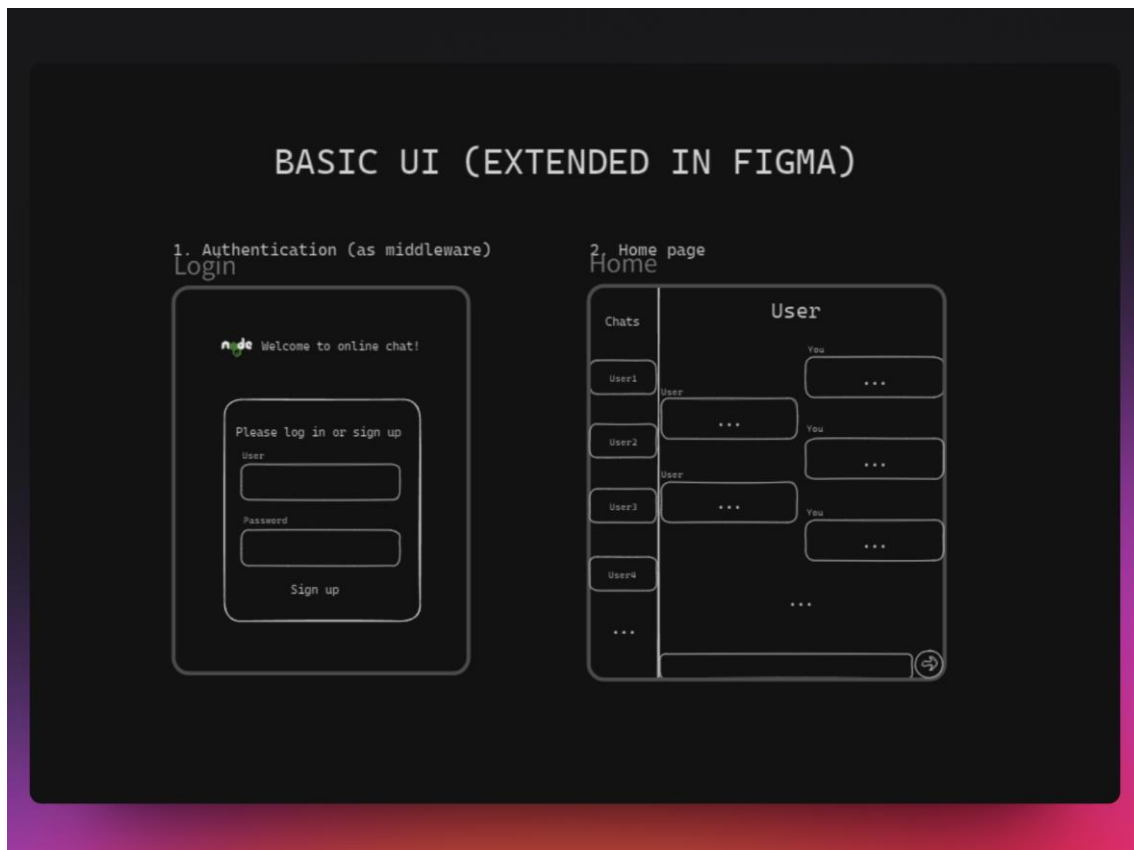 BASIC UI (EXTENDED IN FIGMA)
1. Authentication (as middleware)
Login
node Welcome to online chat!
Please log in or sign up
User
Password
Sign up
2. Home page
Home
Chats
User1
User2
User3
User4
...
User
You
...
User
...
You
...
User
...
You
...
...